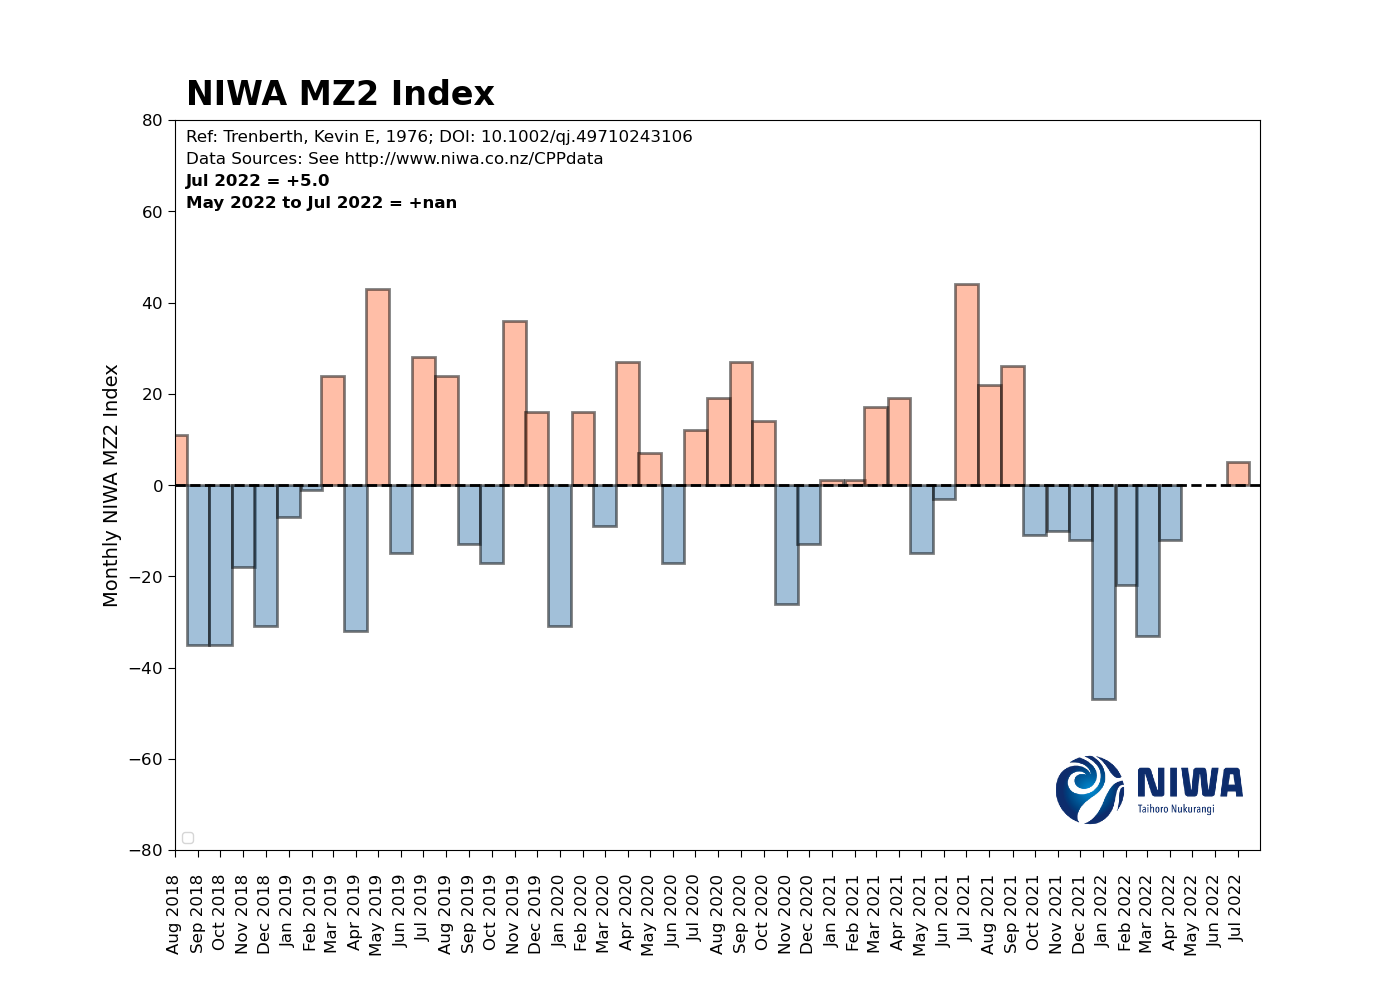 NIWA MZ2 Index
Ref: Trenberth, Kevin E, 1976; DOI: 10.1002/qj.49710243106
Data Sources: See http://www.niwa.co.nz/CPPdata
Jul 2022 = +5.0
May 2022 to Jul 2022 = +nan
Monthly NIWA MZ2 Index
80
60
40
20
0
−20
−40
−60
−80
NIWA
Taihoro Nukurangi
Aug 2018
Sep 2018
Oct 2018
Nov 2018
Dec 2018
Jan 2019
Feb 2019
Mar 2019
Apr 2019
May 2019
Jun 2019
Jul 2019
Aug 2019
Sep 2019
Oct 2019
Nov 2019
Dec 2019
Jan 2020
Feb 2020
Mar 2020
Apr 2020
May 2020
Jun 2020
Jul 2020
Aug 2020
Sep 2020
Oct 2020
Nov 2020
Dec 2020
Jan 2021
Feb 2021
Mar 2021
Apr 2021
May 2021
Jun 2021
Jul 2021
Aug 2021
Sep 2021
Oct 2021
Nov 2021
Dec 2021
Jan 2022
Feb 2022
Mar 2022
Apr 2022
May 2022
Jun 2022
Jul 2022